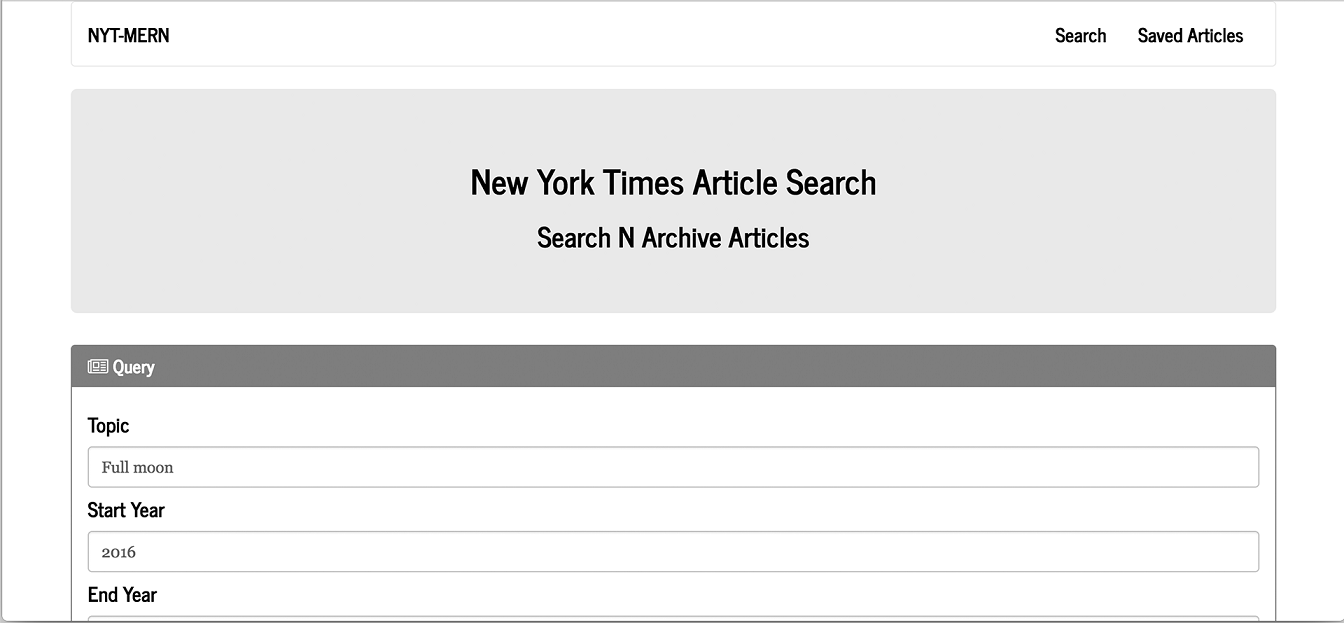 NYT-MERN
Search Saved Articles
New York Times Article Search
Search N Archive Articles
Query
Topic
Full moon
Start Year
2016
End Year